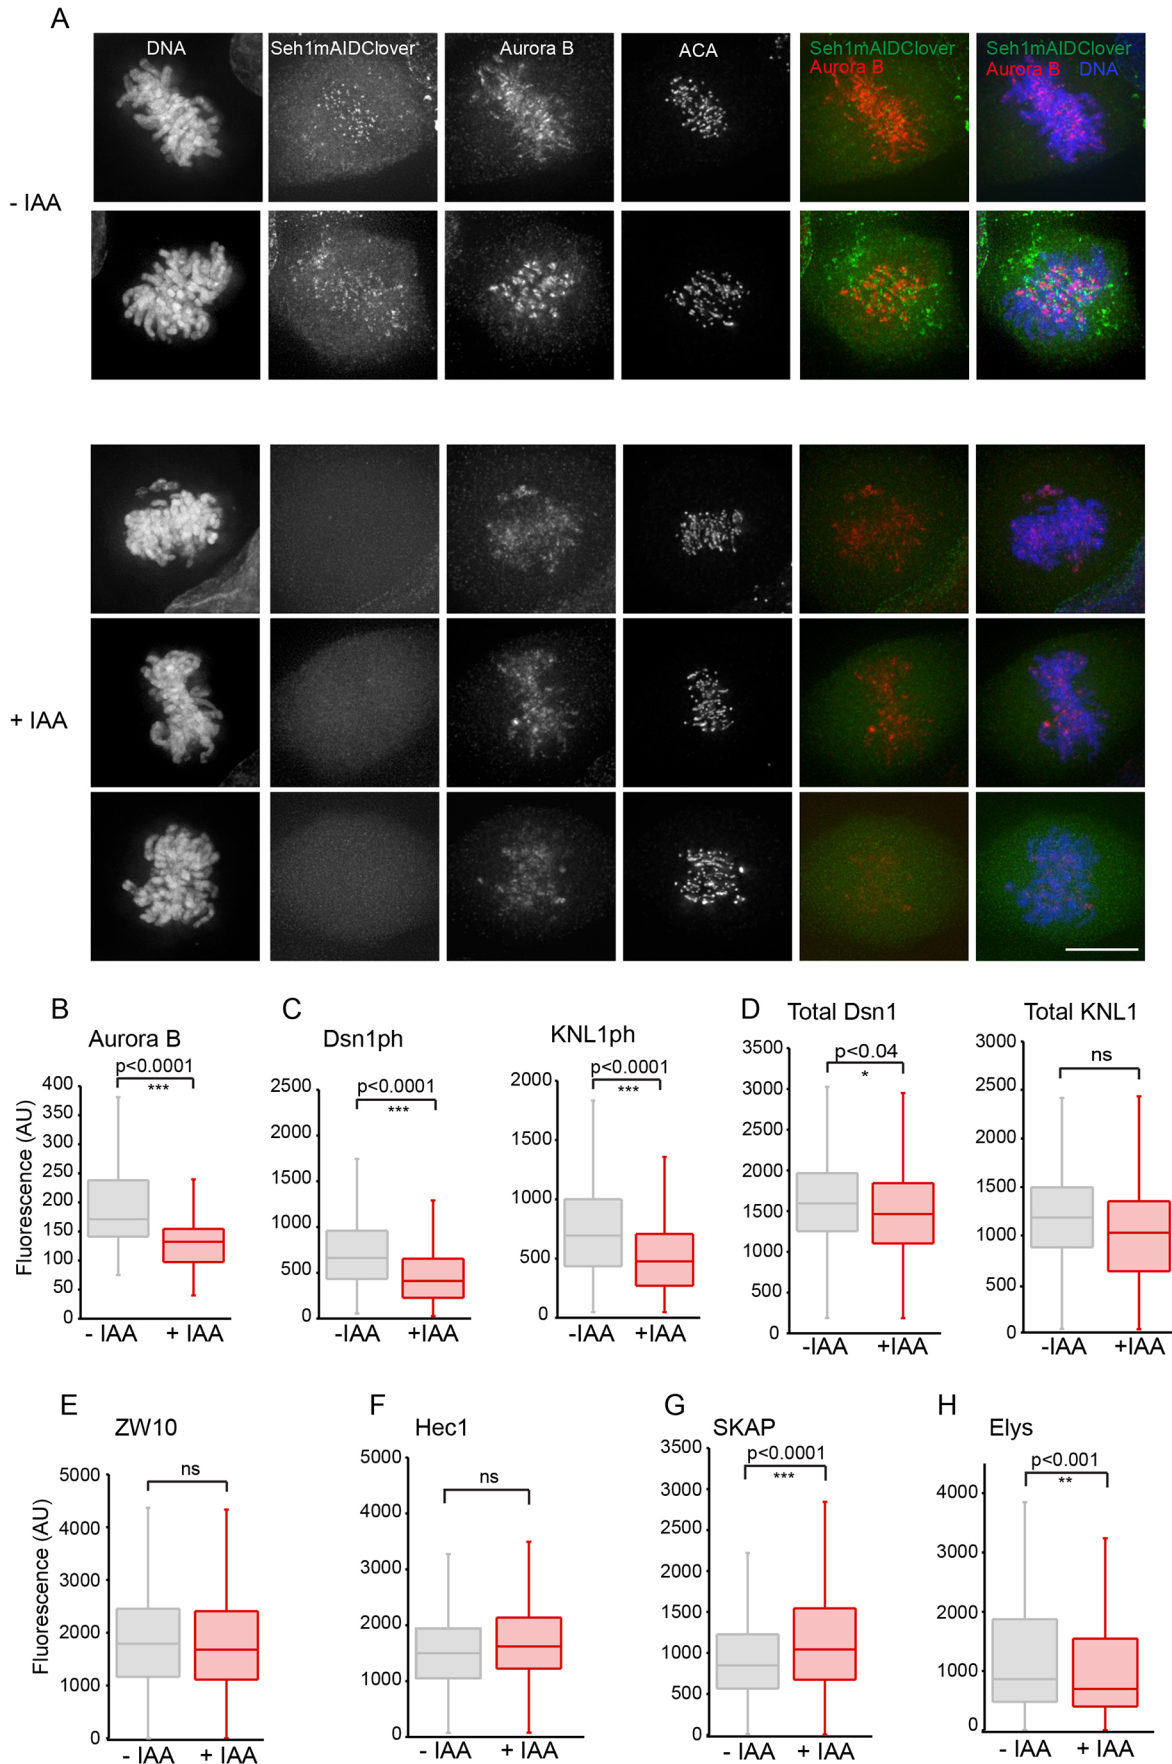 A
DNA
Seh1mAIDClover
Aurora B
ACA
Seh1mAIDClover
Aurora B
Seh1mAIDClover
Aurora B DNA
- IAA
+ IAA
B
Aurora B
p<0.0001
***
Fluorescence (AU)
400
350
300
250
200
150
100
50
0
- IAA + IAA
C
Dsn1ph
p<0.0001
***
2500
2000
1500
1000
500
0
-IAA +IAA
KNL1ph
p<0.0001
***
2000
1500
1000
500
0
-IAA +IAA
D
Total Dsn1
p<0.04
*
3500
3000
2500
2000
1500
1000
500
0
-IAA +IAA
Total KNL1
ns
3000
2500
2000
1500
1000
500
0
-IAA +IAA
E
ZW10
ns
Fluorescence (AU)
5000
4000
3000
2000
1000
0
- IAA + IAA
F
Hec1
ns
5000
4000
3000
2000
1000
0
- IAA + IAA
G
SKAP
p<0.0001
***
3500
3000
2500
2000
1500
1000
500
0
- IAA + IAA
H
Elys
p<0.001
**
4000
3000
2000
1000
0
- IAA + IAA